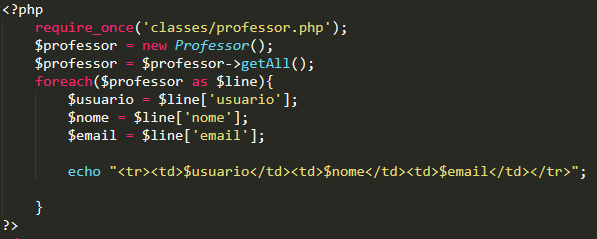 <?php
require_once('classes/professor.php');
$professor = new Professor();
$professor = $professor->getAll();
foreach($professor as $line){
$usuario = $line['usuario'];
$nome = $line['nome'];
$email = $line['email'];
echo "<tr><td>$usuario</td><td>$nome</td><td>$email</td></tr>";
}
?>